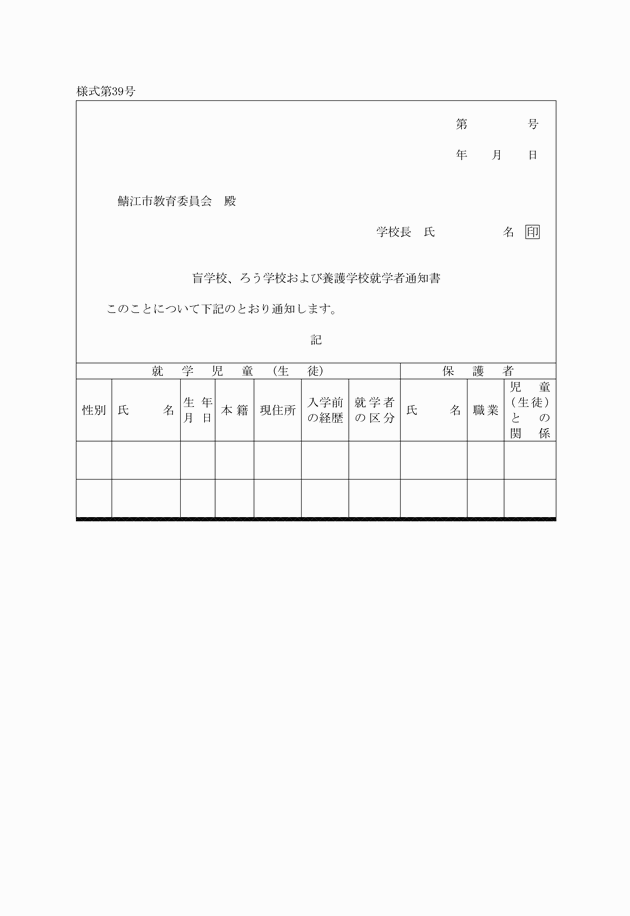 様式第39号
第　　　　　号
年　　月　　日
鯖江市教育委員会　殿
学校長　氏　　　　　　名　印
盲学校、ろう学校および養護学校就学者通知書
このことについて下記のとおり通知します。
記
就　学　児　童　（生　徒）　保　護　者
性別　氏　　名　生年月日　本籍　現住所　入学前の経歴　就学者の区分　氏　　名　職業　児童（生徒）との関係